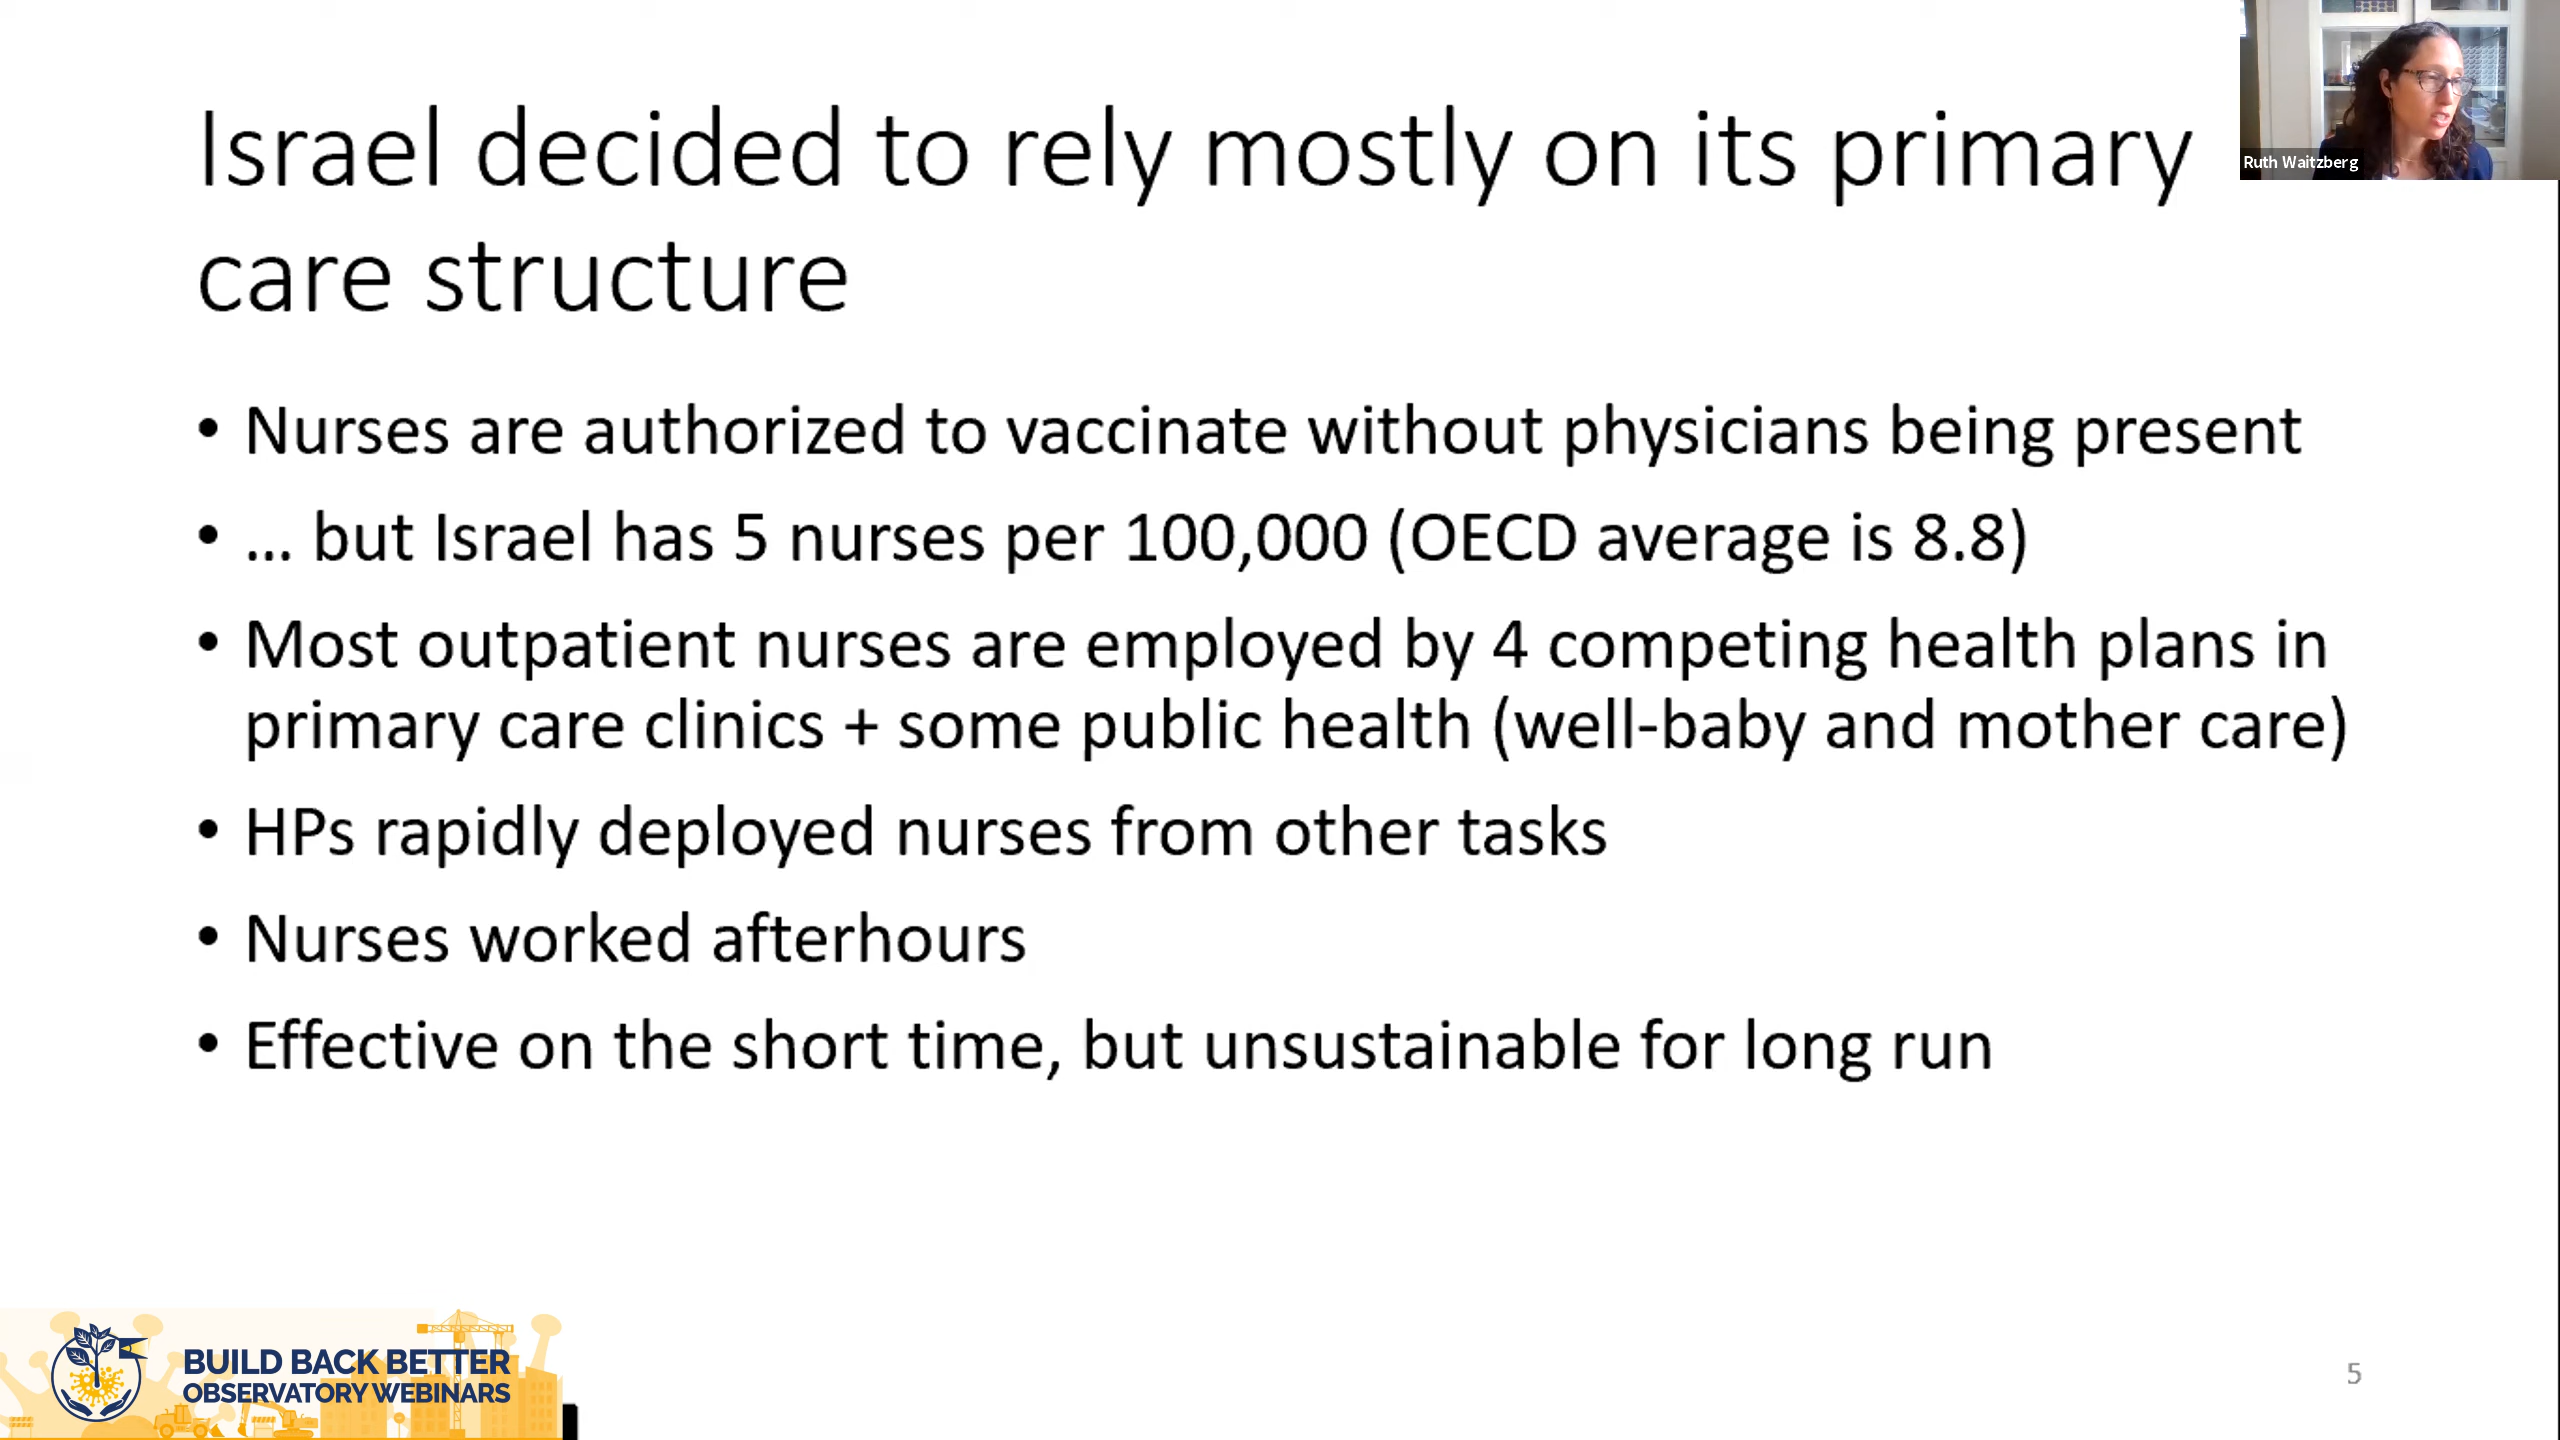 Israel decided to rely mostly on its primary
care structure
Ruth Waitzberg
• Nurses are authorized to vaccinate without physicians being present
• ... but Israel has 5 nurses per 100,000 (OECD average is 8.8)
• Most outpatient nurses are employed by 4 competing health plans in
primary care clinics + some public health (well-baby and mother care)
• HPs rapidly deployed nurses from other tasks
• Nurses worked afterhours
• Effective on the short time, but unsustainable for long run
BUILD BACK BETTER
OBSERVATORY WEBINARS
5